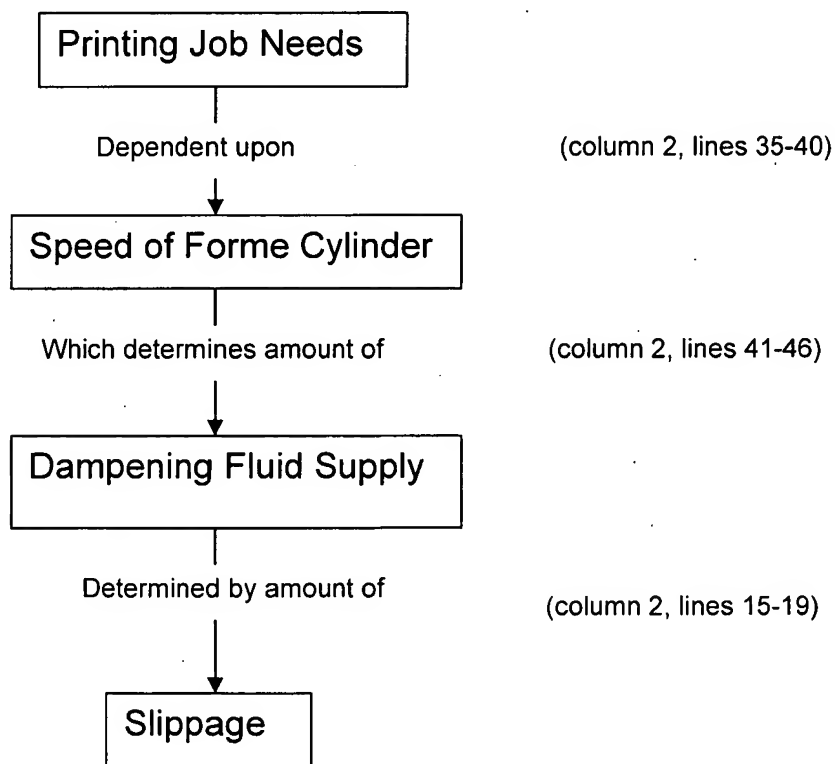 Printing Job Needs
Dependent upon (column 2, lines 35-40)
Speed of Forme Cylinder
Which determines amount of (column 2, lines 41-46)
Dampening Fluid Supply
Determined by amount of (column 2, lines 15-19)
Slippage